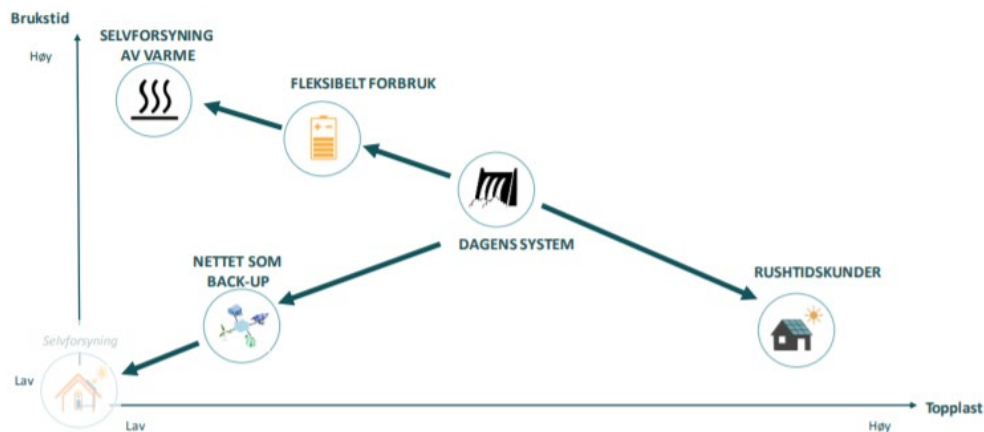 Brukstid
Høy
SELVFORSYNING
AV VARME
FLEKSIBELT FORBRUK
DAGENS SYSTEM
NETTET SOM
BACK-UP
RUSHTIDSKUNDER
Selvforsyning
Lav
Lav
Høy
Topplast